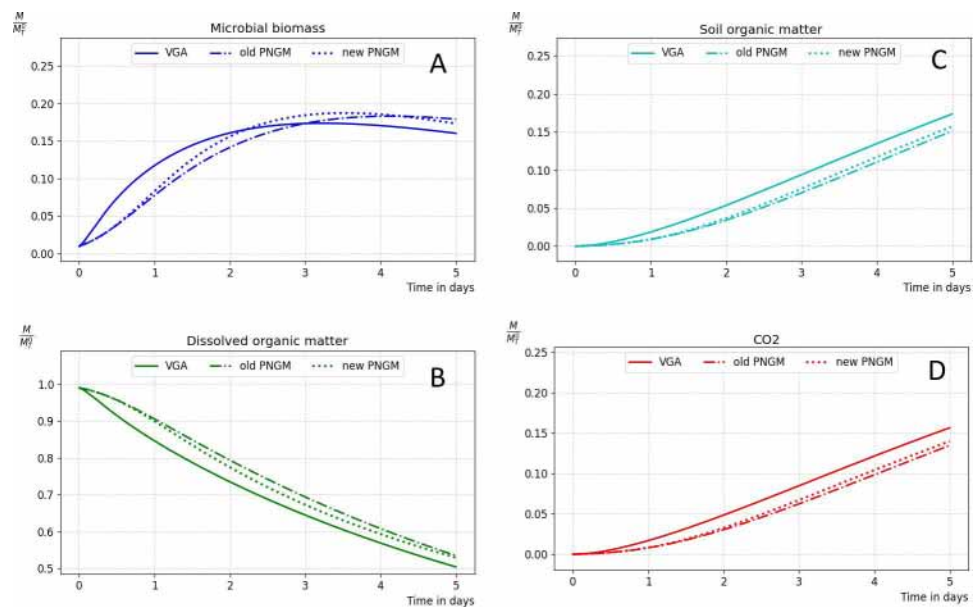 M
M_T^0
Microbial biomass
VGA old PNGM new PNGM
A
0.25
0.20
0.15
0.10
0.05
0.00
0 1 2 3 4 5
Time in days
M
M_T^0
Soil organic matter
VGA old PNGM new PNGM
C
0.25
0.20
0.15
0.10
0.05
0.00
0 1 2 3 4 5
Time in days
M
M_T^0
Dissolved organic matter
VGA old PNGM new PNGM
B
1.0
0.9
0.8
0.7
0.6
0.5
0 1 2 3 4 5
Time in days
M
M_T^0
CO2
VGA old PNGM new PNGM
D
0.25
0.20
0.15
0.10
0.05
0.00
0 1 2 3 4 5
Time in days